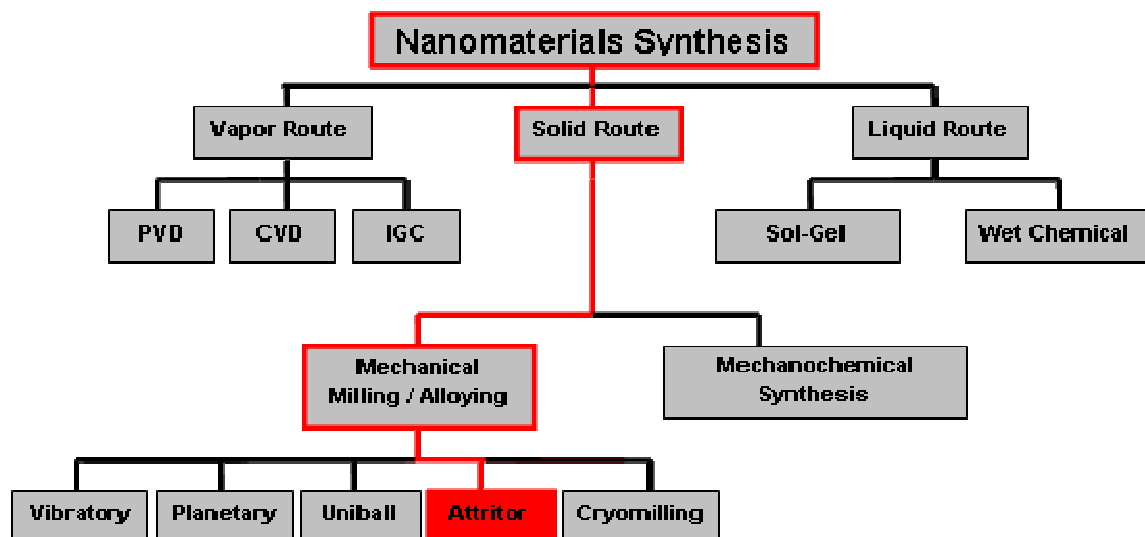 Nanomaterials Synthesis
Vapor Route
Solid Route
Liquid Route
PVD
CVD
IGC
Sol-Gel
Wet Chemical
Mechanical
Milling / Alloying
Mechanochemical
Synthesis
Vibratory
Planetary
Uniball
Attritor
Cryomilling